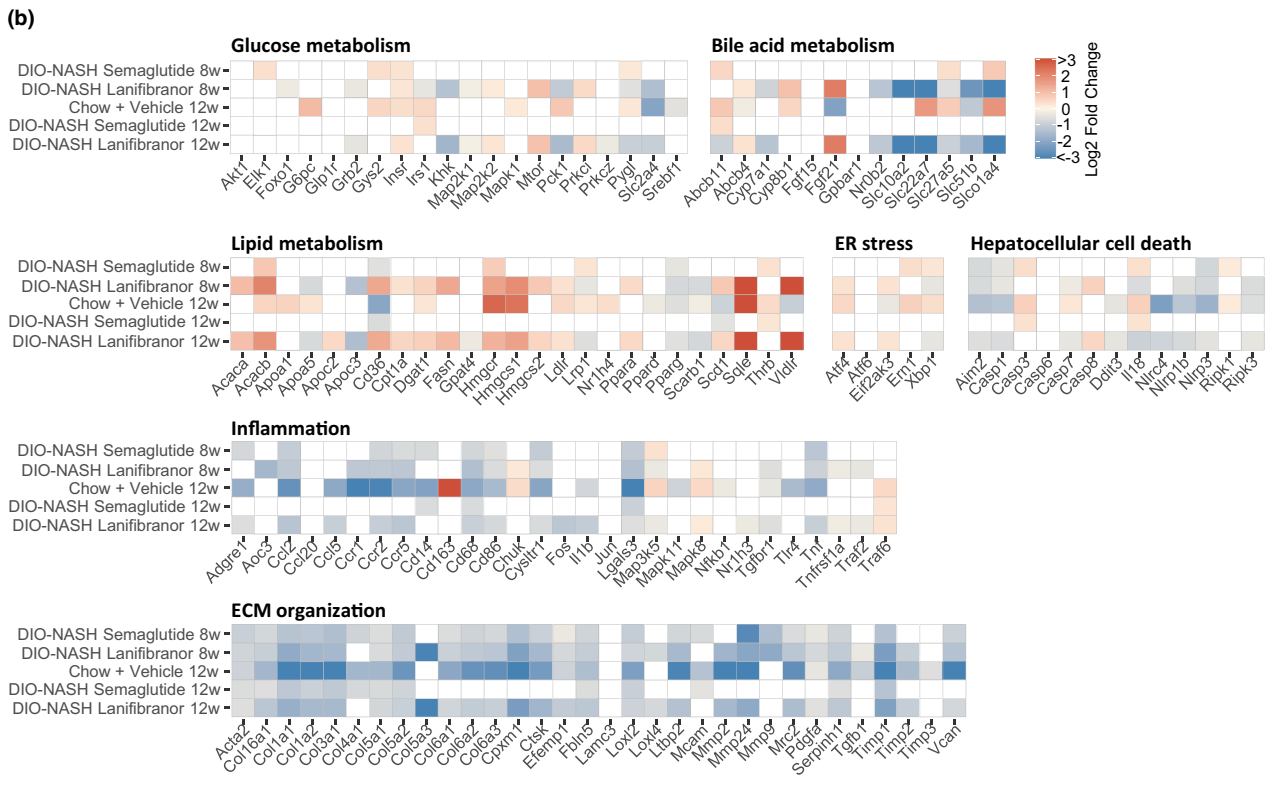 (b)
Glucose metabolism
Bile acid metabolism
DIO-NASH Semaglutide 8w
DIO-NASH Lanifibranor 8w
Chow + Vehicle 12w
DIO-NASH Semaglutide 12w
DIO-NASH Lanifibranor 12w
Akt1 Elk1 Foxo1 G6pc Glp1r Grb2 Gys2 Insr Irs1 Khk Map2k1 Map2k2 Mapk1 Mtor Pck1 Prkci Prkcz Pygl Slc2a4 Srebf1
Abcb11 Abcb4 Cyp7a1 Cyp8b1 Fgf15 Fgf21 Gpbar1 Nr0b2 Slc10a2 Slc22a7 Slc27a5 Slc51b Slco1a4
>3
2
1
0
-1
-2
<-3
Log2 Fold Change
Lipid metabolism
ER stress
Hepatocellular cell death
DIO-NASH Semaglutide 8w
DIO-NASH Lanifibranor 8w
Chow + Vehicle 12w
DIO-NASH Semaglutide 12w
DIO-NASH Lanifibranor 12w
Acaca Acacb Apoa1 Apoa5 Apoc2 Apoc3 Cd36 Cpt1a Dgat1 Fasn Gpat4 Hmgcr Hmgcs1 Hmgcs2 Ldlr Lrp1 Nr1h4 Ppara Ppard Pparg Scarb1 Scd1 Sqle Thrb Vldlr
Atf4 Atf6 Eif2ak3 Ern1 Xbp1
Aim2 Casp1 Casp3 Casp6 Casp7 Casp8 Ddit3 Il18 Nlrc4 Nlrp1b Nlrp3 Ripk1 Ripk3
Inflammation
DIO-NASH Semaglutide 8w
DIO-NASH Lanifibranor 8w
Chow + Vehicle 12w
DIO-NASH Semaglutide 12w
DIO-NASH Lanifibranor 12w
Adgre1 Aoc3 Ccl2 Ccl20 Ccl5 Ccr1 Ccr2 Ccr5 Cd14 Cd163 Cd68 Cd86 Chuk Cysltr1 Fos Il1b Jun Lgals3 Map3k5 Mapk11 Mapk8 Nfkb1 Nr1h3 Tgfbr1 Tlr4 Tnf Tnfrsf1a Traf2 Traf6
ECM organization
DIO-NASH Semaglutide 8w
DIO-NASH Lanifibranor 8w
Chow + Vehicle 12w
DIO-NASH Semaglutide 12w
DIO-NASH Lanifibranor 12w
Acta2 Col16a1 Col1a1 Col1a2 Col3a1 Col4a1 Col5a1 Col5a2 Col5a3 Col6a1 Col6a2 Col6a3 Cpxm1 Ctsk Efemp1 Fbln5 Lamc3 Loxl2 Loxl4 Ltbp2 Mcam Mmp2 Mmp24 Mmp9 Mrc2 Pdgfa Serpinh1 Tgfb1 Timp1 Timp2 Timp3 Vcan